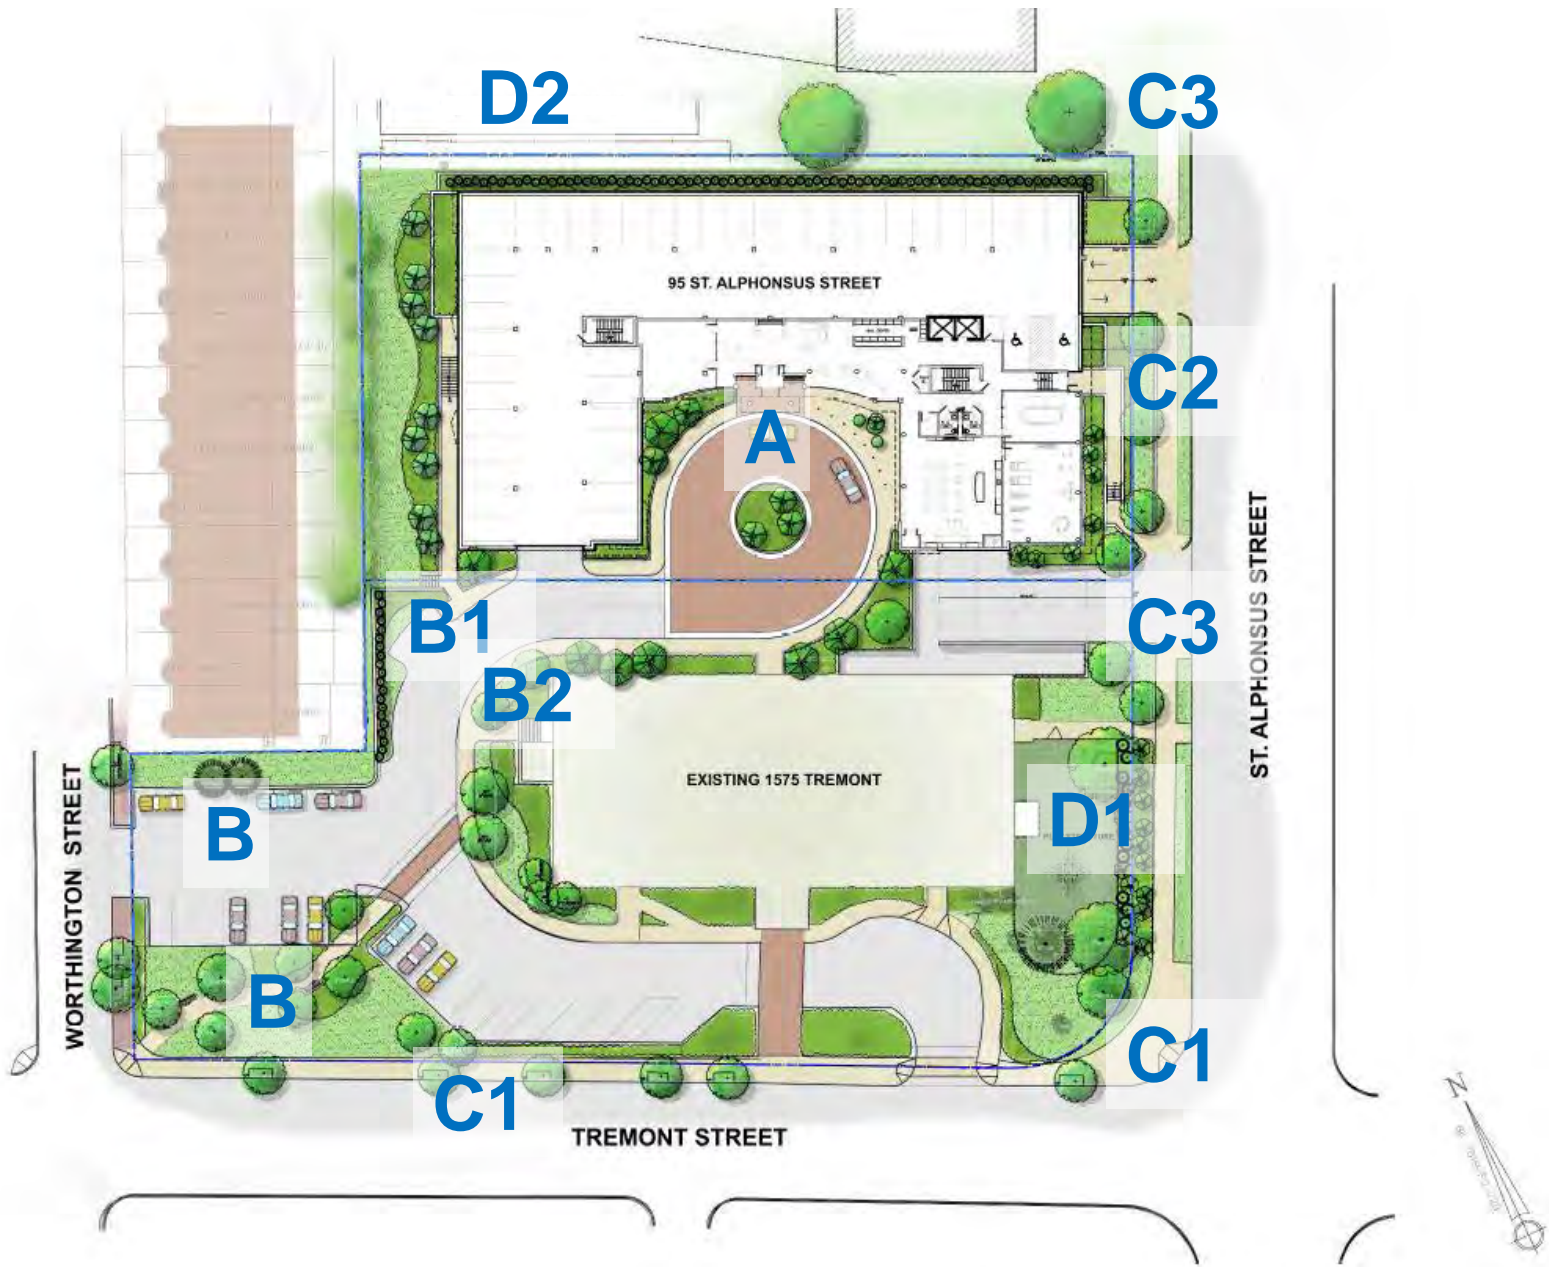 D2
C3
95 ST. ALPHONSUS STREET
C2
A
B1
C3
B2
EXISTING 1575 TREMONT
ST. ALPHONSUS STREET
WORTHINGTON STREET
B
D1
B
C1
C1
TREMONT STREET
N